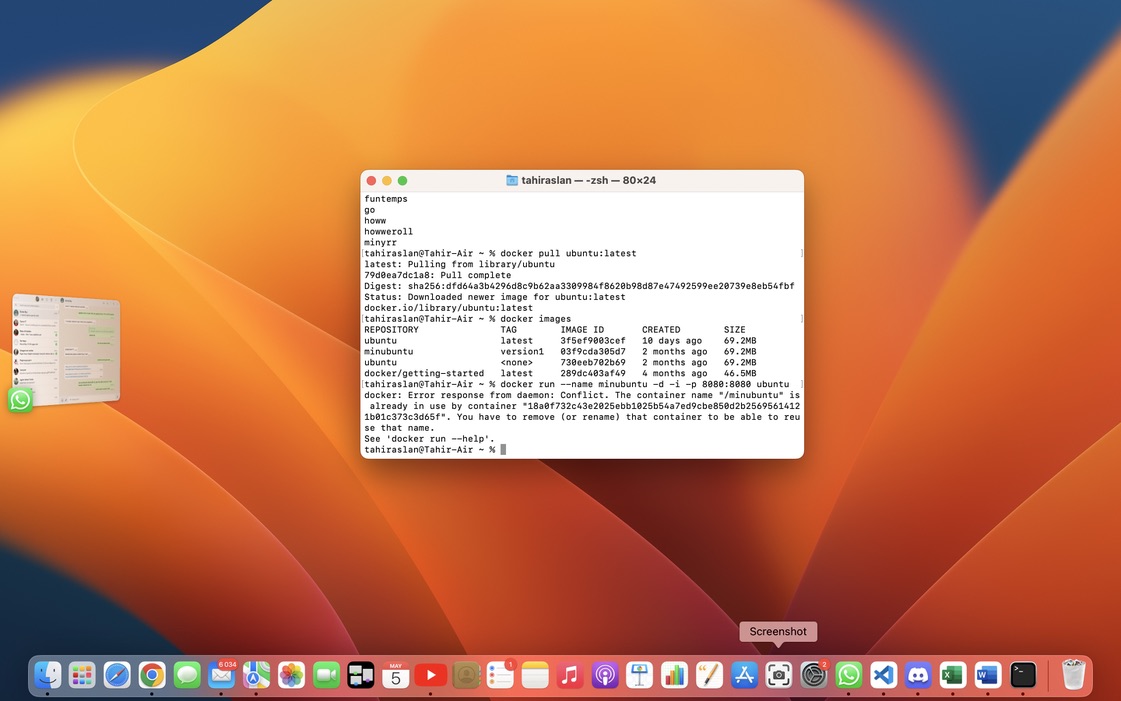 tahiraslan — -zsh — 80×24
funtemps
go
howw
howweroll
minyrr
[tahiraslan@Tahir-Air ~ % docker pull ubuntu:latest ]
latest: Pulling from library/ubuntu
79d0ea7dc1a8: Pull complete
Digest: sha256:dfd64a3b4296d8c9b62aa3309984f8620b98d87e47492599ee20739e8eb54fbf
Status: Downloaded newer image for ubuntu:latest
docker.io/library/ubuntu:latest
[tahiraslan@Tahir-Air ~ % docker images ]
REPOSITORY TAG IMAGE ID CREATED SIZE
ubuntu latest 3f5ef9003cef 10 days ago 69.2MB
minubuntu version1 03f9cda305d7 2 months ago 69.2MB
ubuntu <none> 730eeb702b69 2 months ago 69.2MB
docker/getting-started latest 289dc403af49 4 months ago 46.5MB
[tahiraslan@Tahir-Air ~ % docker run --name minubuntu -d -i -p 8080:8080 ubuntu ]
docker: Error response from daemon: Conflict. The container name "/minubuntu" is
already in use by container "18a0f732c43e2025ebb1025b54a7ed9cbe850d2b2569561412
1b01c373c3d65f". You have to remove (or rename) that container to be able to reu
se that name.
See 'docker run --help'.
tahiraslan@Tahir-Air ~ %
Screenshot
6 034
MAY
5
1
2